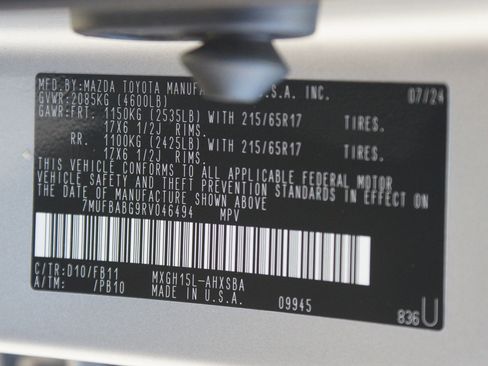 MFD.BY:MAZDA TOYOTA MANUFA U.S.A. INC. 07/24
GVWR:2085KG (4600LB)
GAWR:FRT. 1150KG (2535LB) WITH 215/65R17 TIRES.
17X6 1/2J RIMS.
RR. 1100KG (2425LB) WITH 215/65R17 TIRES.
17X6 1/2J RIMS.
THIS VEHICLE CONFORMS TO ALL APPLICABLE FEDERAL MOTOR
VEHICLE SAFETY AND THEFT PREVENTION STANDARDS IN EFFECT ON
THE DATE OF MANUFACTURE SHOWN ABOVE
7MUFBABG9RV046494 MPV
C/TR:D10/FB11 MXGH15L-AHXSBA
A/TM: /PB10 MADE IN U.S.A. 09945 836U